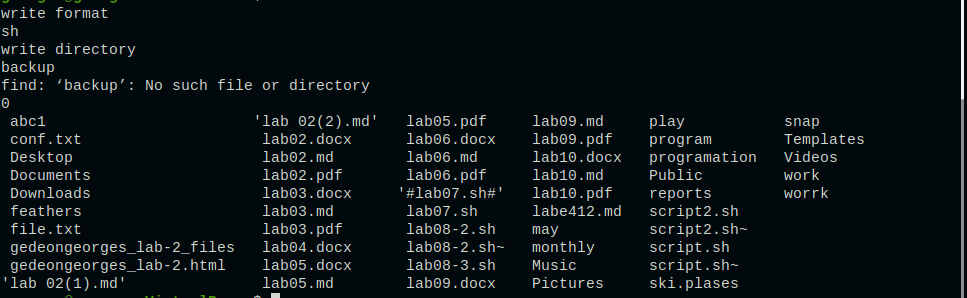 write format
sh
write directory
backup
find: ‘backup’: No such file or directory
0
abc1 'lab 02(2).md' lab05.pdf lab09.md play snap
conf.txt lab02.docx lab06.docx lab09.pdf program Templates
Desktop lab02.md lab06.md lab10.docx programation Videos
Documents lab02.pdf lab06.pdf lab10.md Public work
Downloads lab03.docx '#lab07.sh#' lab10.pdf reports worrk
feathers lab03.md lab07.sh labe412.md script2.sh
file.txt lab03.pdf lab08-2.sh may script2.sh~
gedeongeorges_lab-2_files lab04.docx lab08-2.sh~ monthly script.sh
gedeongeorges_lab-2.html lab05.docx lab08-3.sh Music script.sh~
'lab 02(1).md' lab05.md lab09.docx Pictures ski.plases
$